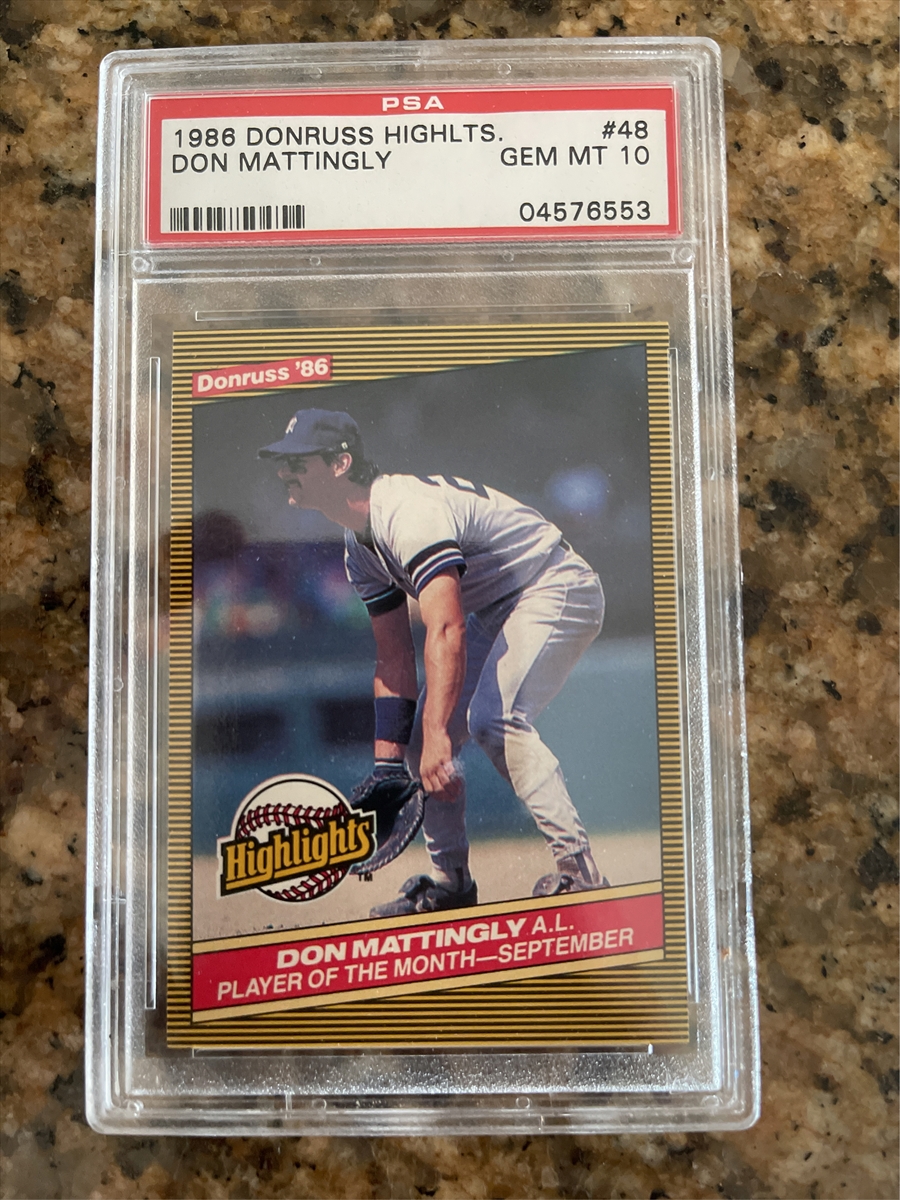 PSA
1986 DONRUSS HIGHLTS. #48
DON MATTINGLY GEM MT 10
04576553
Donruss '86
Highlights™
DON MATTINGLY A.L.
PLAYER OF THE MONTH—SEPTEMBER